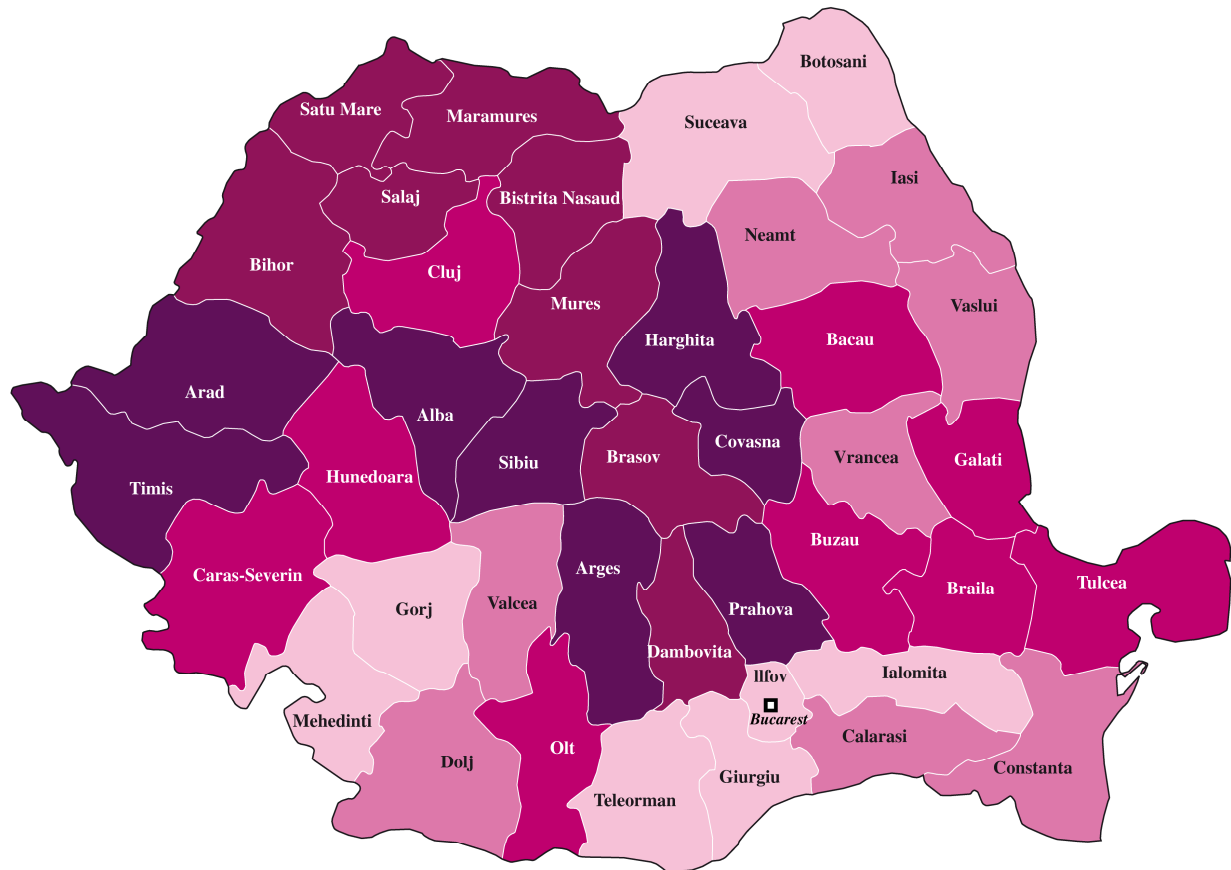 Botosani
Satu Mare
Maramures
Suceava
Iasi
Salaj
Bistrita Nasaud
Neamt
Bihor
Cluj
Mures
Vaslui
Harghita
Bacau
Arad
Alba
Covasna
Brasov
Vrancea
Galati
Sibiu
Hunedoara
Timis
Buzau
Arges
Caras-Severin
Tulcea
Braila
Valcea
Gorj
Prahova
Dambovita
Ilfov
Ialomita
Bucarest
Mehedinti
Calarasi
Olt
Dolj
Constanta
Giurgiu
Teleorman